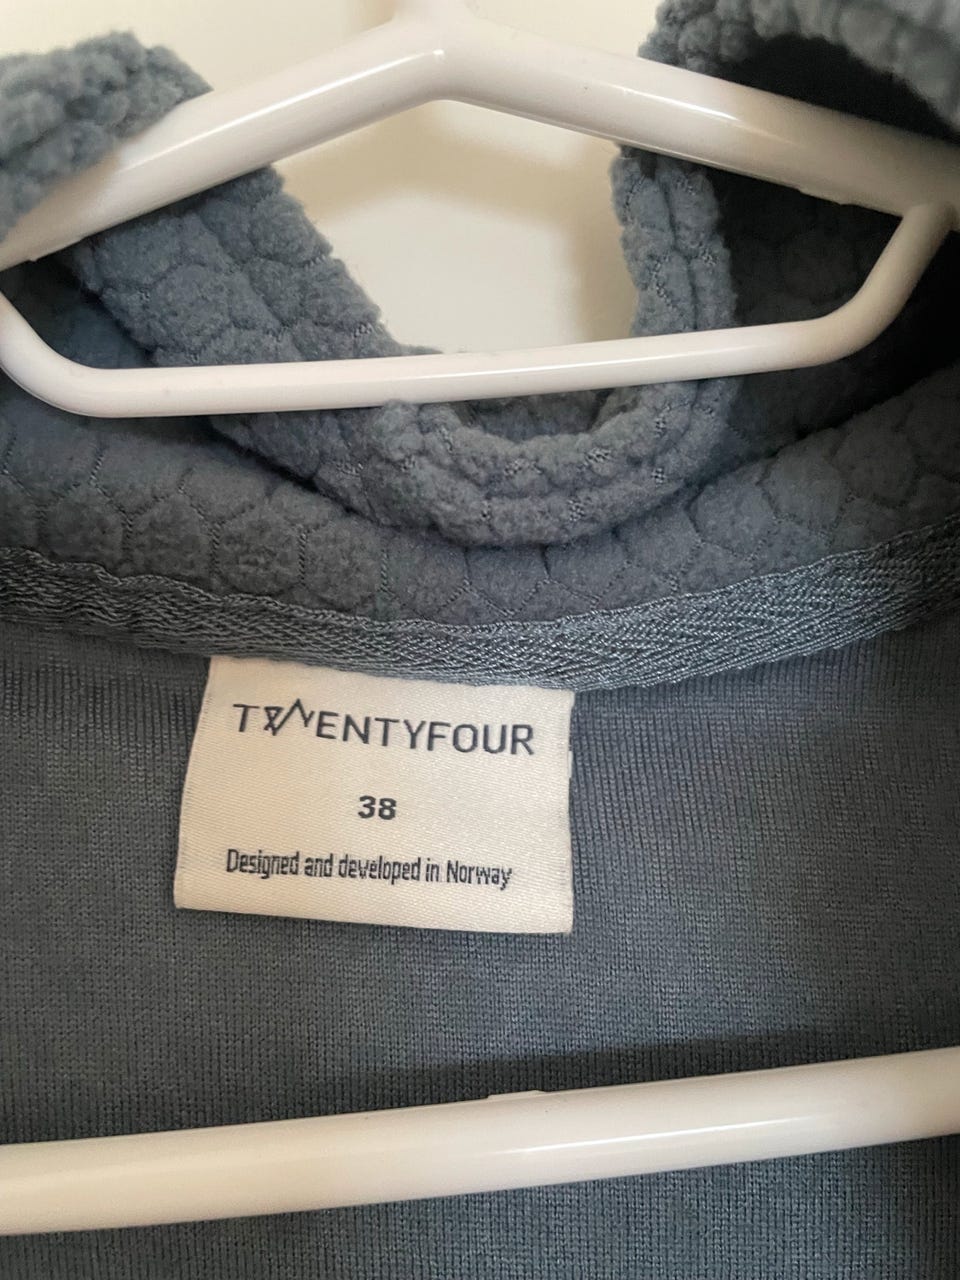 TWENTYFOUR
38
Designed and developed in Norway